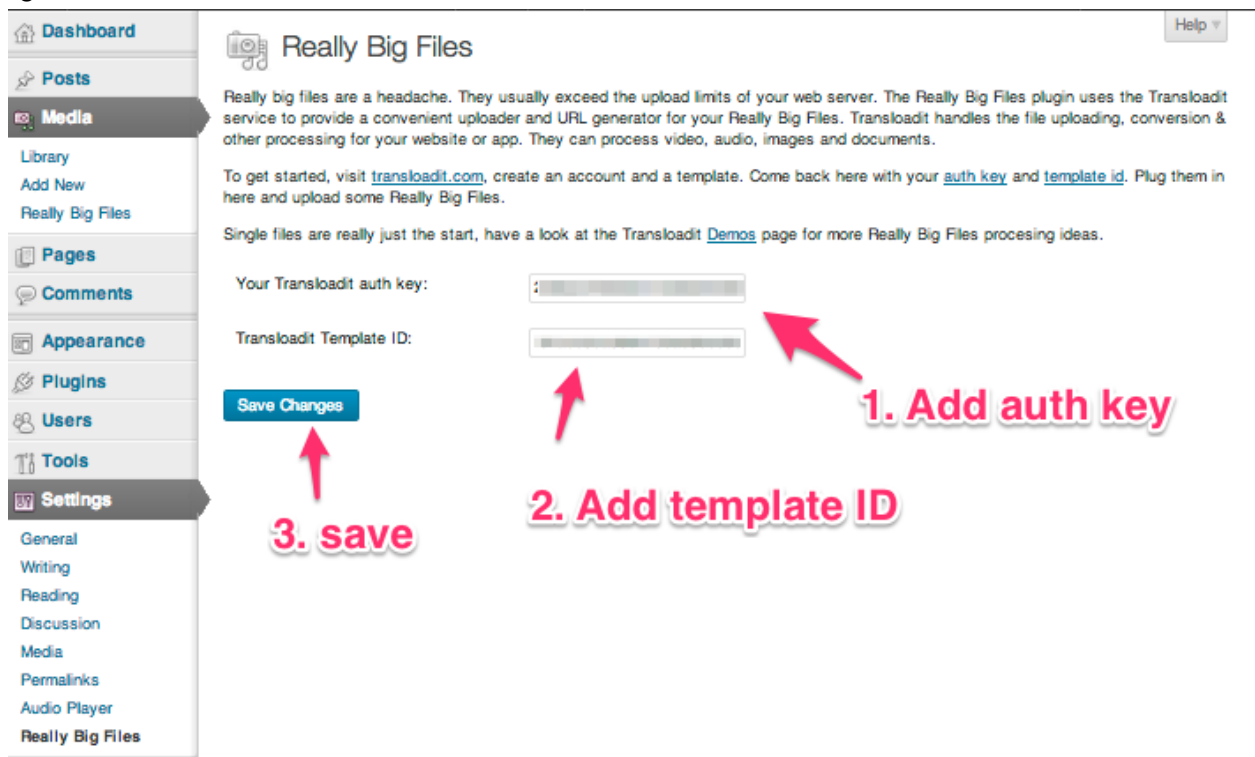 Dashboard
Posts
Media
Library
Add New
Really Big Files
Pages
Comments
Appearance
Plugins
Users
Tools
Settings
General
Writing
Reading
Discussion
Media
Permalinks
Audio Player
Really Big Files
Help
Really Big Files
Really big files are a headache. They usually exceed the upload limits of your web server. The Really Big Files plugin uses the Transloadit
service to provide a convenient uploader and URL generator for your Really Big Files. Transloadit handles the file uploading, conversion &
other processing for your website or app. They can process video, audio, images and documents.
To get started, visit transloadit.com, create an account and a template. Come back here with your auth key and template id. Plug them in
here and upload some Really Big Files.
Single files are really just the start, have a look at the Transloadit Demos page for more Really Big Files procesing ideas.
Your Transloadit auth key:
Transloadit Template ID:
Save Changes
1. Add auth key
2. Add template ID
3. save